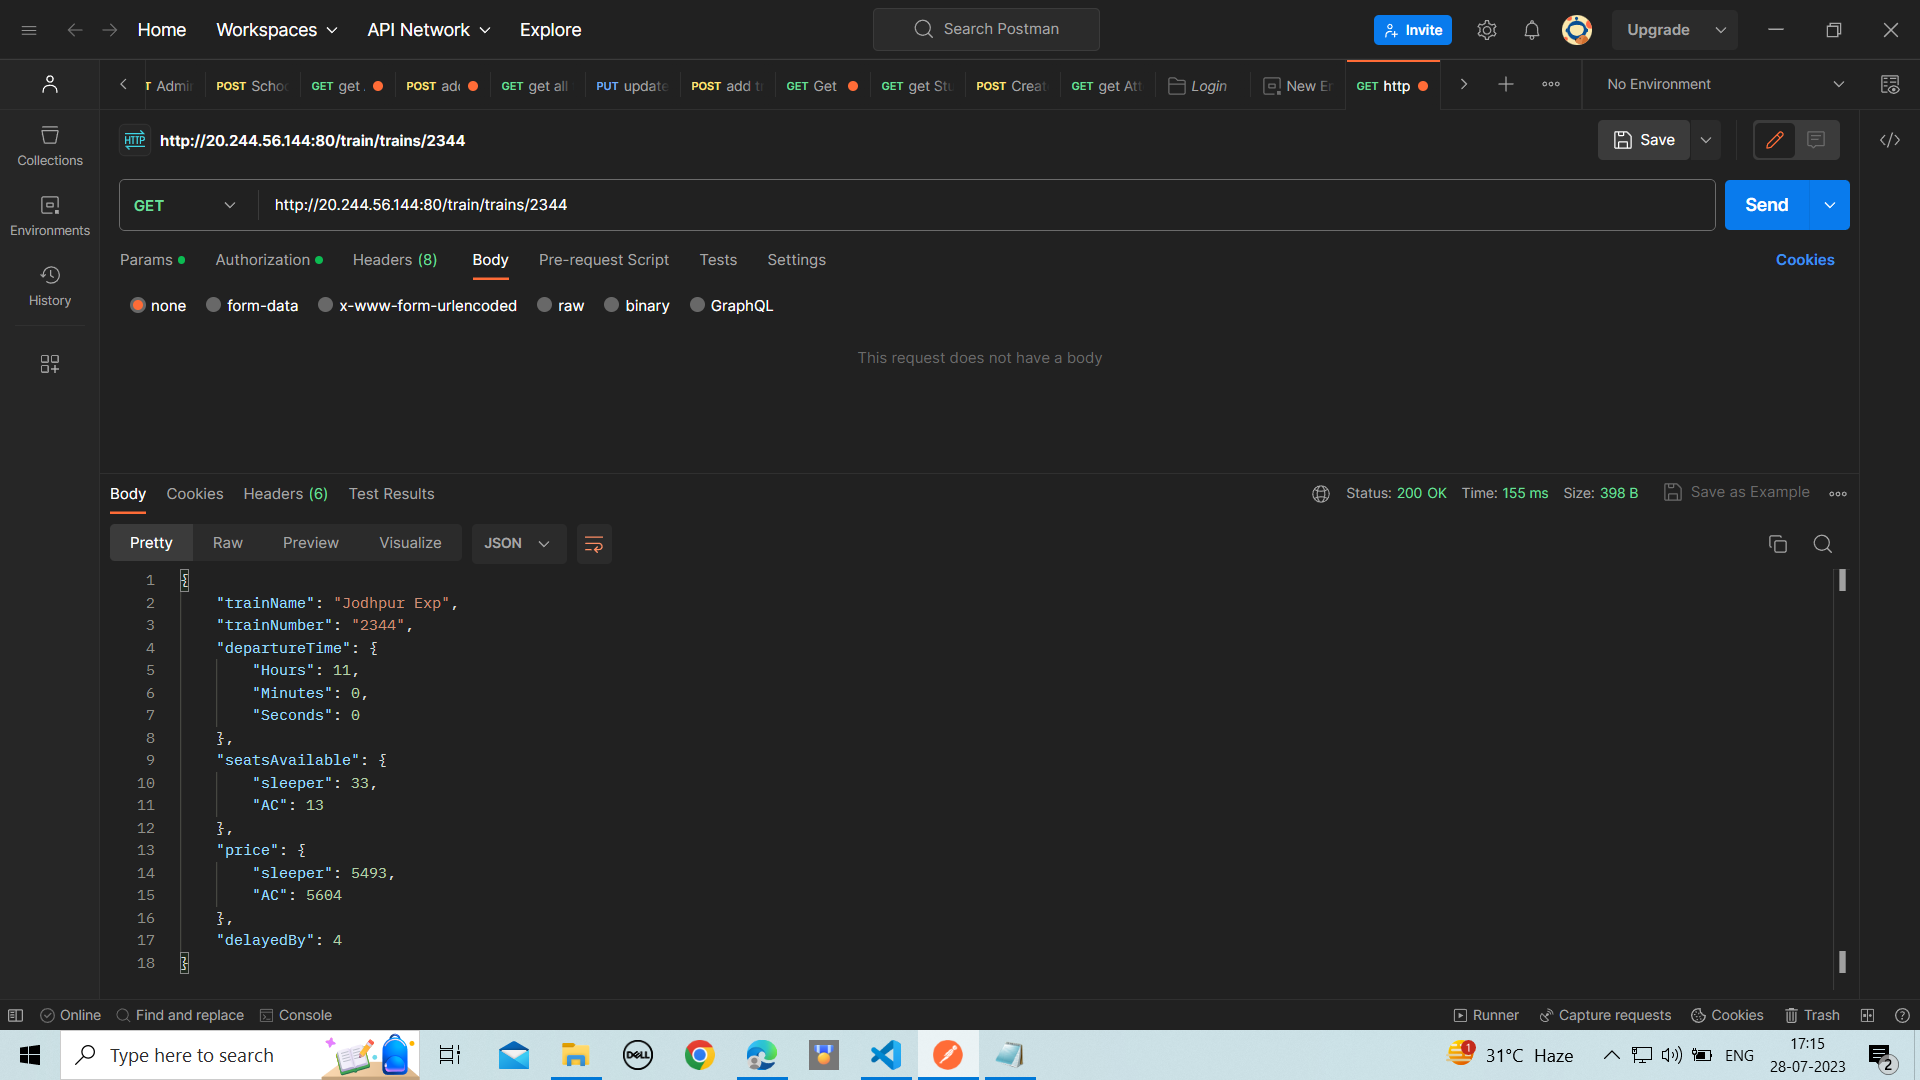 Home Workspaces API Network Explore Search Postman Invite Upgrade
Admi POST Scho GET get POST add GET get all PUT update POST add t GET Get GET get Stu POST Creat GET get Att Login New En GET http No Environment
HTTP http://20.244.56.144:80/train/trains/2344 Save
Collections
GET http://20.244.56.144:80/train/trains/2344 Send
Environments
Params Authorization Headers (8) Body Pre-request Script Tests Settings Cookies
History
none form-data x-www-form-urlencoded raw binary GraphQL
This request does not have a body
Body Cookies Headers (6) Test Results Status: 200 OK Time: 155 ms Size: 398 B Save as Example
Pretty Raw Preview Visualize JSON
1 {
2 "trainName": "Jodhpur Exp",
3 "trainNumber": "2344",
4 "departureTime": {
5 "Hours": 11,
6 "Minutes": 0,
7 "Seconds": 0
8 },
9 "seatsAvailable": {
10 "sleeper": 33,
11 "AC": 13
12 },
13 "price": {
14 "sleeper": 5493,
15 "AC": 5604
16 },
17 "delayedBy": 4
18 }
Online Find and replace Console Runner Capture requests Cookies Trash
Type here to search DELL 1 31°C Haze ENG 17:15
28-07-2023 2